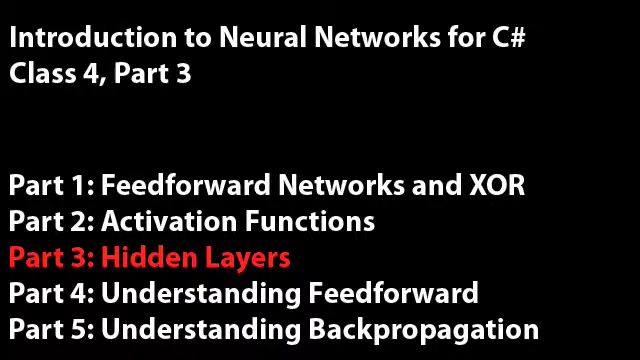 Introduction to Neural Networks for C#
Class 4, Part 3
Part 1: Feedforward Networks and XOR
Part 2: Activation Functions
Part 3: Hidden Layers
Part 4: Understanding Feedforward
Part 5: Understanding Backpropagation